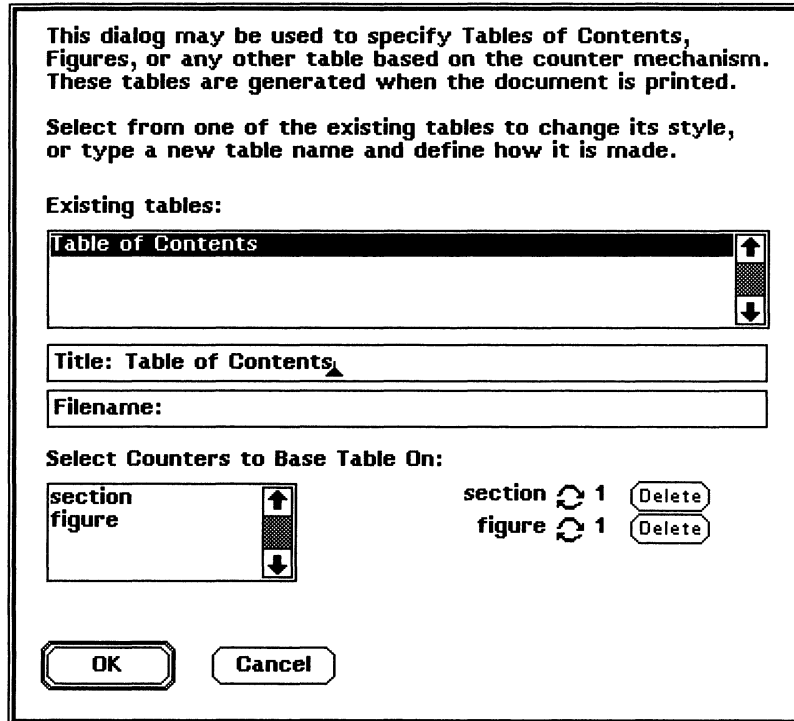 This dialog may be used to specify Tables of Contents,
Figures, or any other table based on the counter mechanism.
These tables are generated when the document is printed.
Select from one of the existing tables to change its style,
or type a new table name and define how it is made.
Existing tables:
Table of Contents
Title: Table of Contents
Filename:
Select Counters to Base Table On:
section
figure
section 1 Delete
figure 1 Delete
OK Cancel